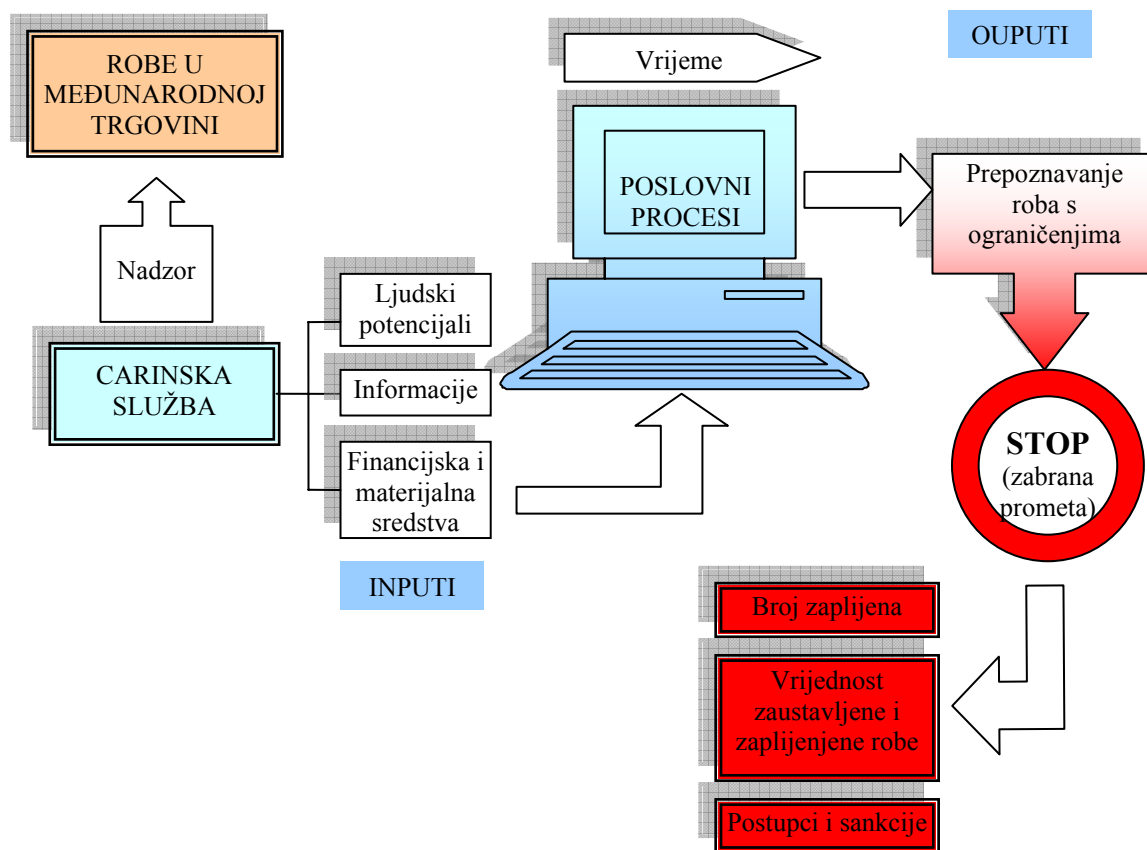 ROBE U
MEĐUNARODNOJ
TRGOVINI
Vrijeme
OUPUTI
POSLOVNI
PROCESI
Prepoznavanje
roba s
ograničenjima
Nadzor
Ljudski
potencijali
CARINSKA
SLUŽBA
Informacije
Financijska i
materijalna
sredstva
STOP
(zabrana
prometa)
INPUTI
Broj zaplijena
Vrijednost
zaustavljene i
zaplijenjene robe
Postupci i sankcije